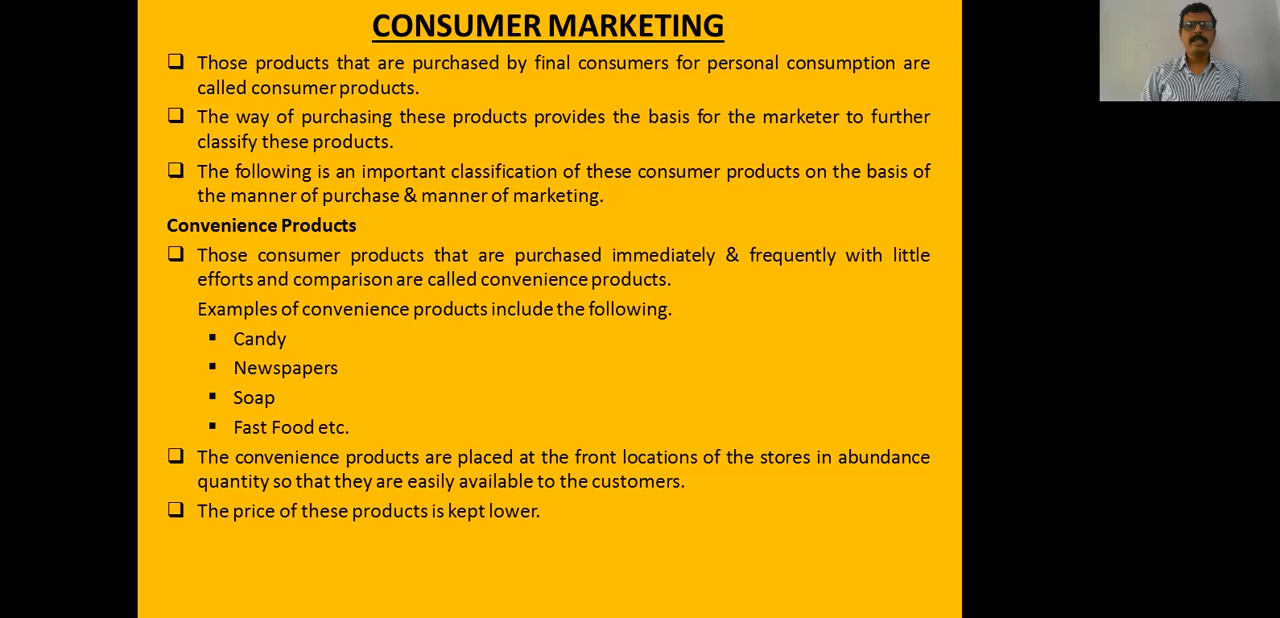 CONSUMER MARKETING
❑ Those products that are purchased by final consumers for personal consumption are
called consumer products.
❑ The way of purchasing these products provides the basis for the marketer to further
classify these products.
❑ The following is an important classification of these consumer products on the basis of
the manner of purchase & manner of marketing.
Convenience Products
❑ Those consumer products that are purchased immediately & frequently with little
efforts and comparison are called convenience products.
Examples of convenience products include the following.
▪ Candy
▪ Newspapers
▪ Soap
▪ Fast Food etc.
❑ The convenience products are placed at the front locations of the stores in abundance
quantity so that they are easily available to the customers.
❑ The price of these products is kept lower.